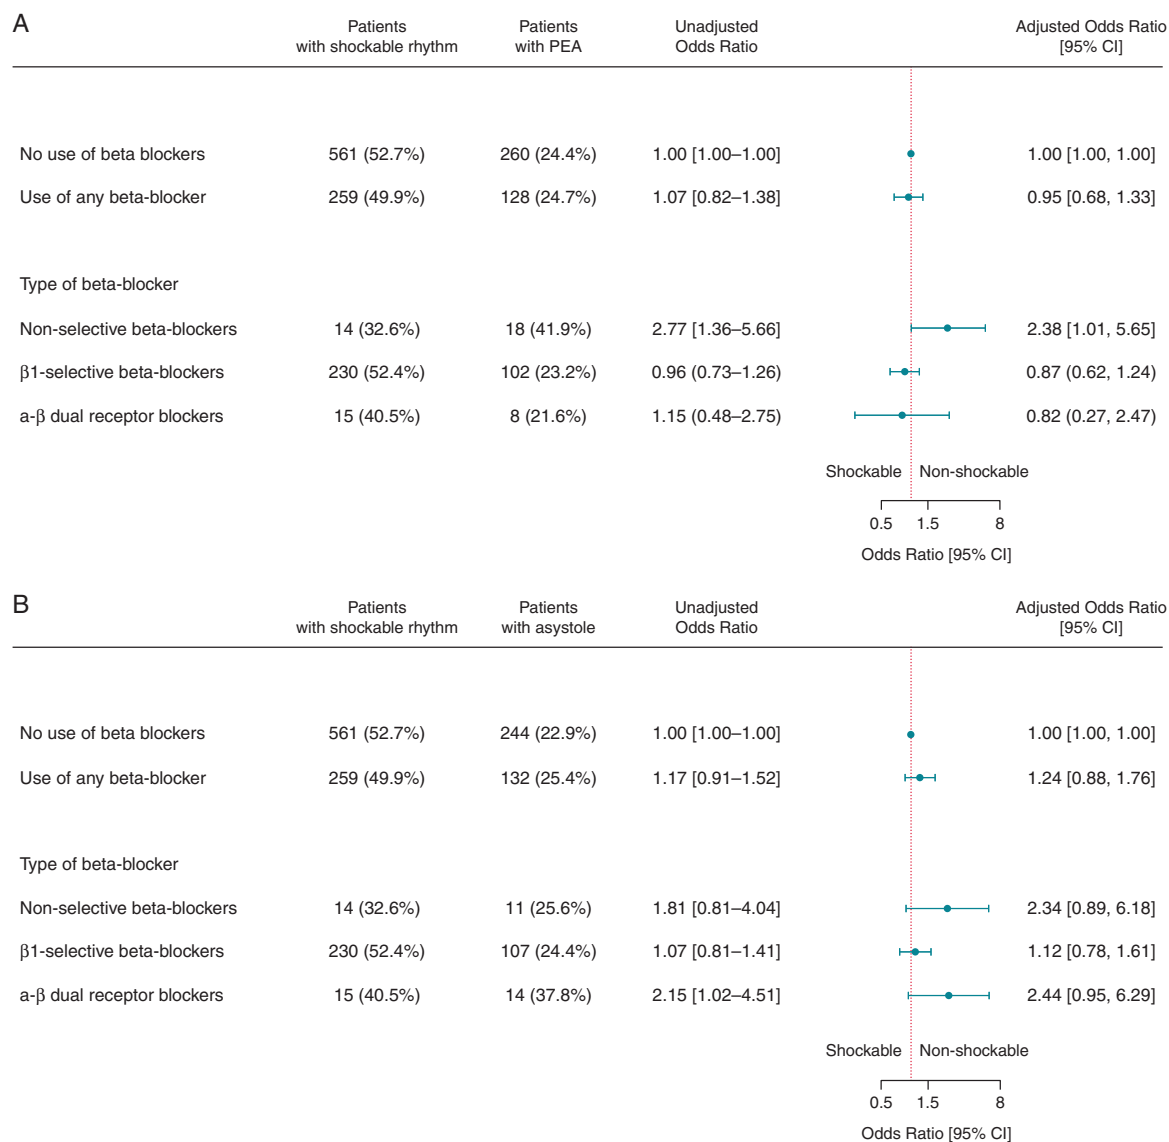 A
Patients with shockable rhythm Patients with PEA Unadjusted Odds Ratio Adjusted Odds Ratio [95% CI]
No use of beta blockers 561 (52.7%) 260 (24.4%) 1.00 [1.00–1.00] 1.00 [1.00, 1.00]
Use of any beta-blocker 259 (49.9%) 128 (24.7%) 1.07 [0.82–1.38] 0.95 [0.68, 1.33]
Type of beta-blocker
Non-selective beta-blockers 14 (32.6%) 18 (41.9%) 2.77 [1.36–5.66] 2.38 [1.01, 5.65]
β1-selective beta-blockers 230 (52.4%) 102 (23.2%) 0.96 (0.73–1.26) 0.87 (0.62, 1.24)
a-β dual receptor blockers 15 (40.5%) 8 (21.6%) 1.15 (0.48–2.75) 0.82 (0.27, 2.47)
Shockable Non-shockable
0.5 1.5 8
Odds Ratio [95% CI]
B
Patients with shockable rhythm Patients with asystole Unadjusted Odds Ratio Adjusted Odds Ratio [95% CI]
No use of beta blockers 561 (52.7%) 244 (22.9%) 1.00 [1.00–1.00] 1.00 [1.00, 1.00]
Use of any beta-blocker 259 (49.9%) 132 (25.4%) 1.17 [0.91–1.52] 1.24 [0.88, 1.76]
Type of beta-blocker
Non-selective beta-blockers 14 (32.6%) 11 (25.6%) 1.81 [0.81–4.04] 2.34 [0.89, 6.18]
β1-selective beta-blockers 230 (52.4%) 107 (24.4%) 1.07 [0.81–1.41] 1.12 [0.78, 1.61]
a-β dual receptor blockers 15 (40.5%) 14 (37.8%) 2.15 [1.02–4.51] 2.44 [0.95, 6.29]
Shockable Non-shockable
0.5 1.5 8
Odds Ratio [95% CI]